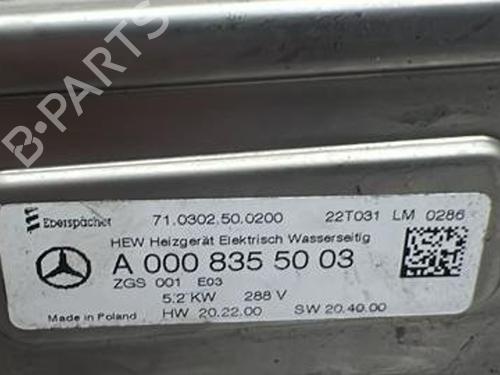 B-PARTS
Eberspächer 71.0302.50.0200 22T031 LM 0286
HEW Heizgerät Elektrisch Wasserseitig
A 000 835 50 03
ZGS 001 E03
5.2 KW 288 V
Made in Poland HW 20.22.00 SW 20.40.00